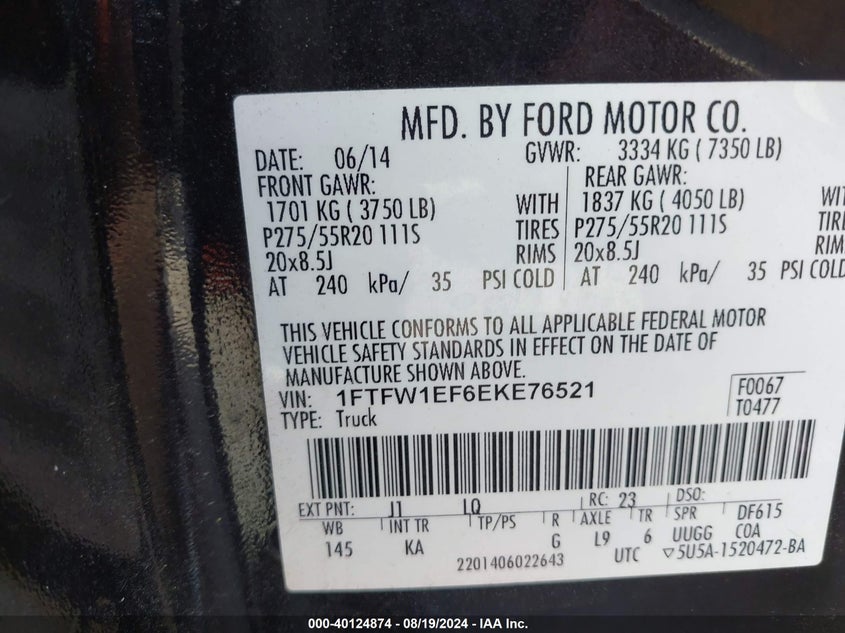 MFD. BY FORD MOTOR CO.
DATE: 06/14 GVWR: 3334 KG ( 7350 LB)
FRONT GAWR: REAR GAWR:
1701 KG ( 3750 LB) WITH 1837 KG ( 4050 LB) WIT
P275/55R20 111S TIRES P275/55R20 111S TIRE
20x8.5J RIMS 20x8.5J RIM
AT 240 kPa/ 35 PSI COLD AT 240 kPa/ 35 PSI COLD
THIS VEHICLE CONFORMS TO ALL APPLICABLE FEDERAL MOTOR
VEHICLE SAFETY STANDARDS IN EFFECT ON THE DATE OF
MANUFACTURE SHOWN ABOVE.
VIN: 1FTFW1EF6EKE76521 F0067
TYPE: Truck T0477
EXT PNT: J1 LQ RC: 23 DSO:
WB INT TR TP/PS R AXLE TR SPR DF615
145 KA G L9 6 UUGG COA
2201406022643 UTC ▽5U5A-1520472-BA
000-40124874 / 08/19/2024 - IAA Inc.